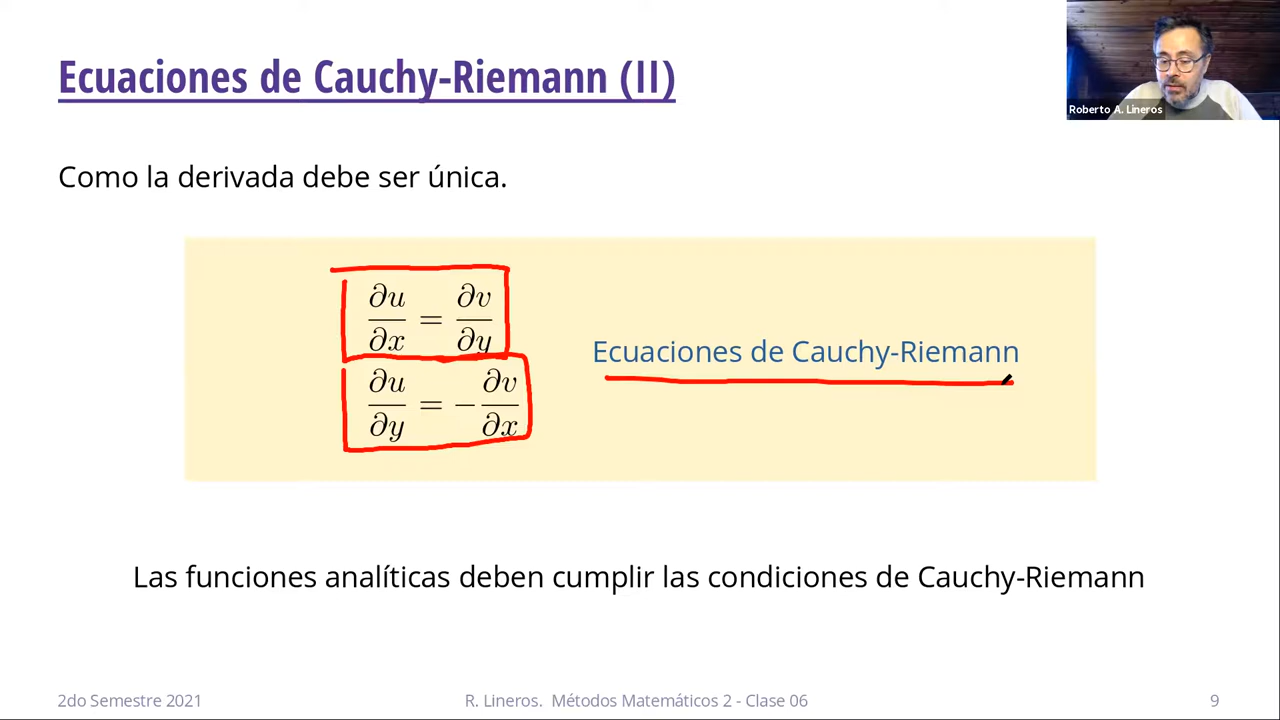 Ecuaciones de Cauchy-Riemann (II)
Roberto A. Lineros
Como la derivada debe ser única.
∂u/∂x = ∂v/∂y
∂u/∂y = −∂v/∂x
Ecuaciones de Cauchy-Riemann
Las funciones analíticas deben cumplir las condiciones de Cauchy-Riemann
2do Semestre 2021
R. Lineros. Métodos Matemáticos 2 - Clase 06
9